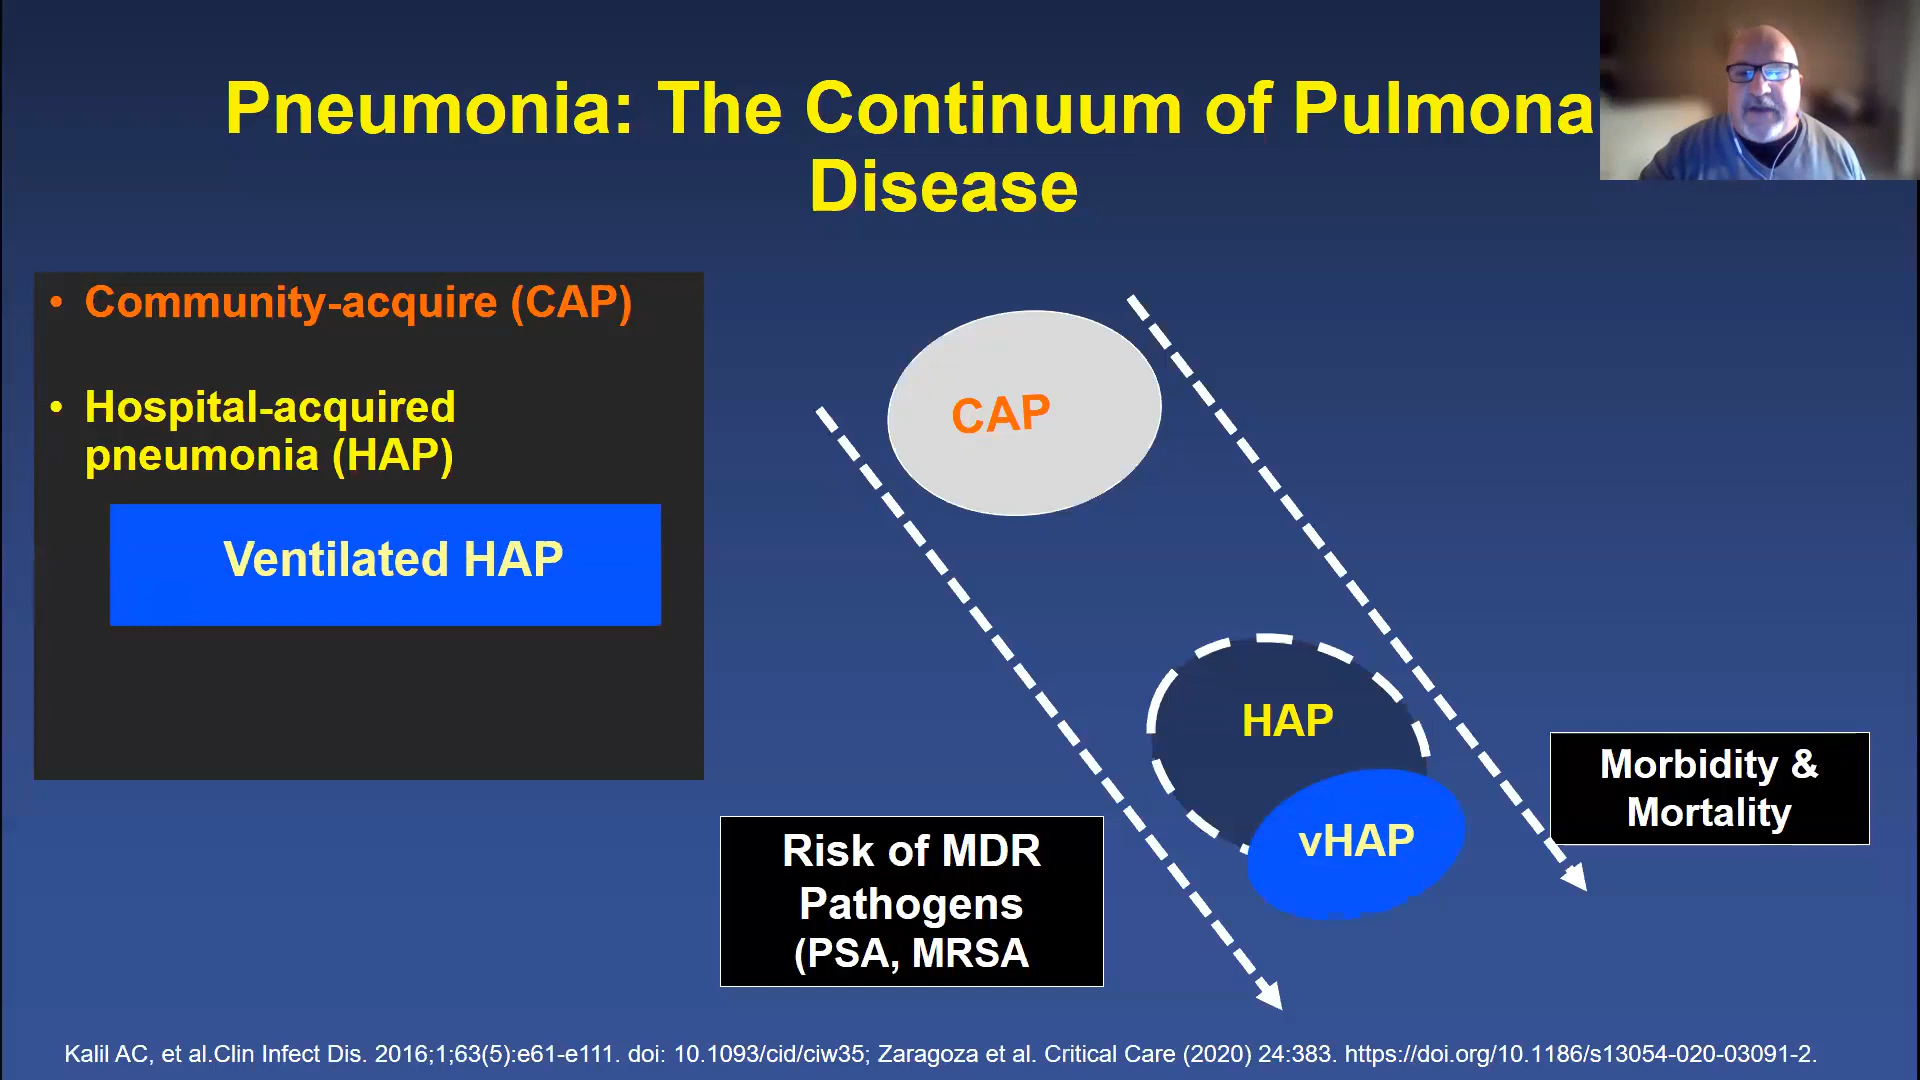 Pneumonia: The Continuum of Pulmona
Disease
• Community-acquire (CAP)
• Hospital-acquired
pneumonia (HAP)
Ventilated HAP
CAP
HAP
vHAP
Morbidity &
Mortality
Risk of MDR
Pathogens
(PSA, MRSA
Kalil AC, et al.Clin Infect Dis. 2016;1;63(5):e61-e111. doi: 10.1093/cid/ciw35; Zaragoza et al. Critical Care (2020) 24:383. https://doi.org/10.1186/s13054-020-03091-2.